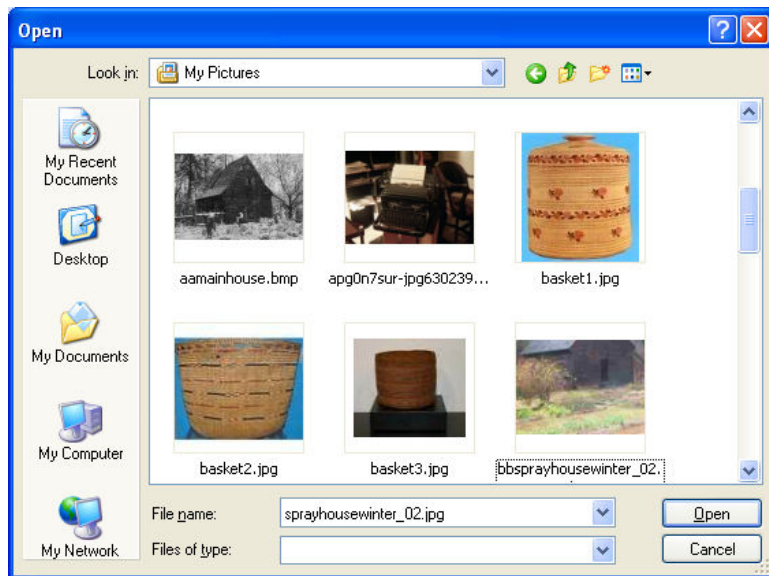 Open
Look in:
My Pictures
My Recent
Documents
Desktop
My Documents
My Computer
My Network
aamainhouse.bmp
apg0n7sur-jpg630239...
basket1.jpg
basket2.jpg
basket3.jpg
bbsprayhousewinter_02.
File name:
sprayhousewinter_02.jpg
Open
Files of type:
Cancel